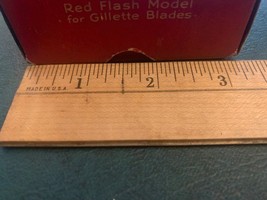 Red Flash Model
-for Gillette Blades-
1 2 3
MADE IN U.S.A.